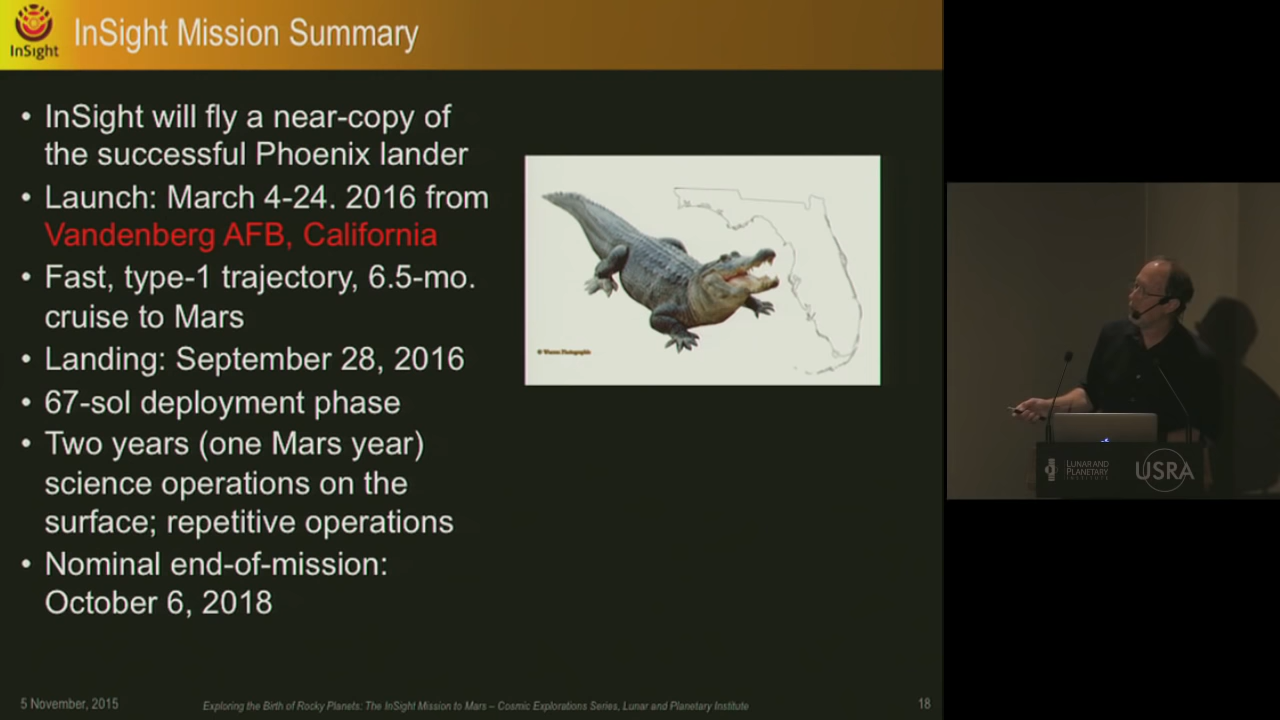 InSight
InSight Mission Summary
• InSight will fly a near-copy of
the successful Phoenix lander
• Launch: March 4-24. 2016 from
Vandenberg AFB, California
• Fast, type-1 trajectory, 6.5-mo.
cruise to Mars
• Landing: September 28, 2016
• 67-sol deployment phase
• Two years (one Mars year)
science operations on the
surface; repetitive operations
• Nominal end-of-mission:
October 6, 2018
© Warren Photographic
LUNAR AND
PLANETARY
INSTITUTE
USRA
5 November, 2015
Exploring the Birth of Rocky Planets: The InSight Mission to Mars – Cosmic Explorations Series, Lunar and Planetary Institute
18